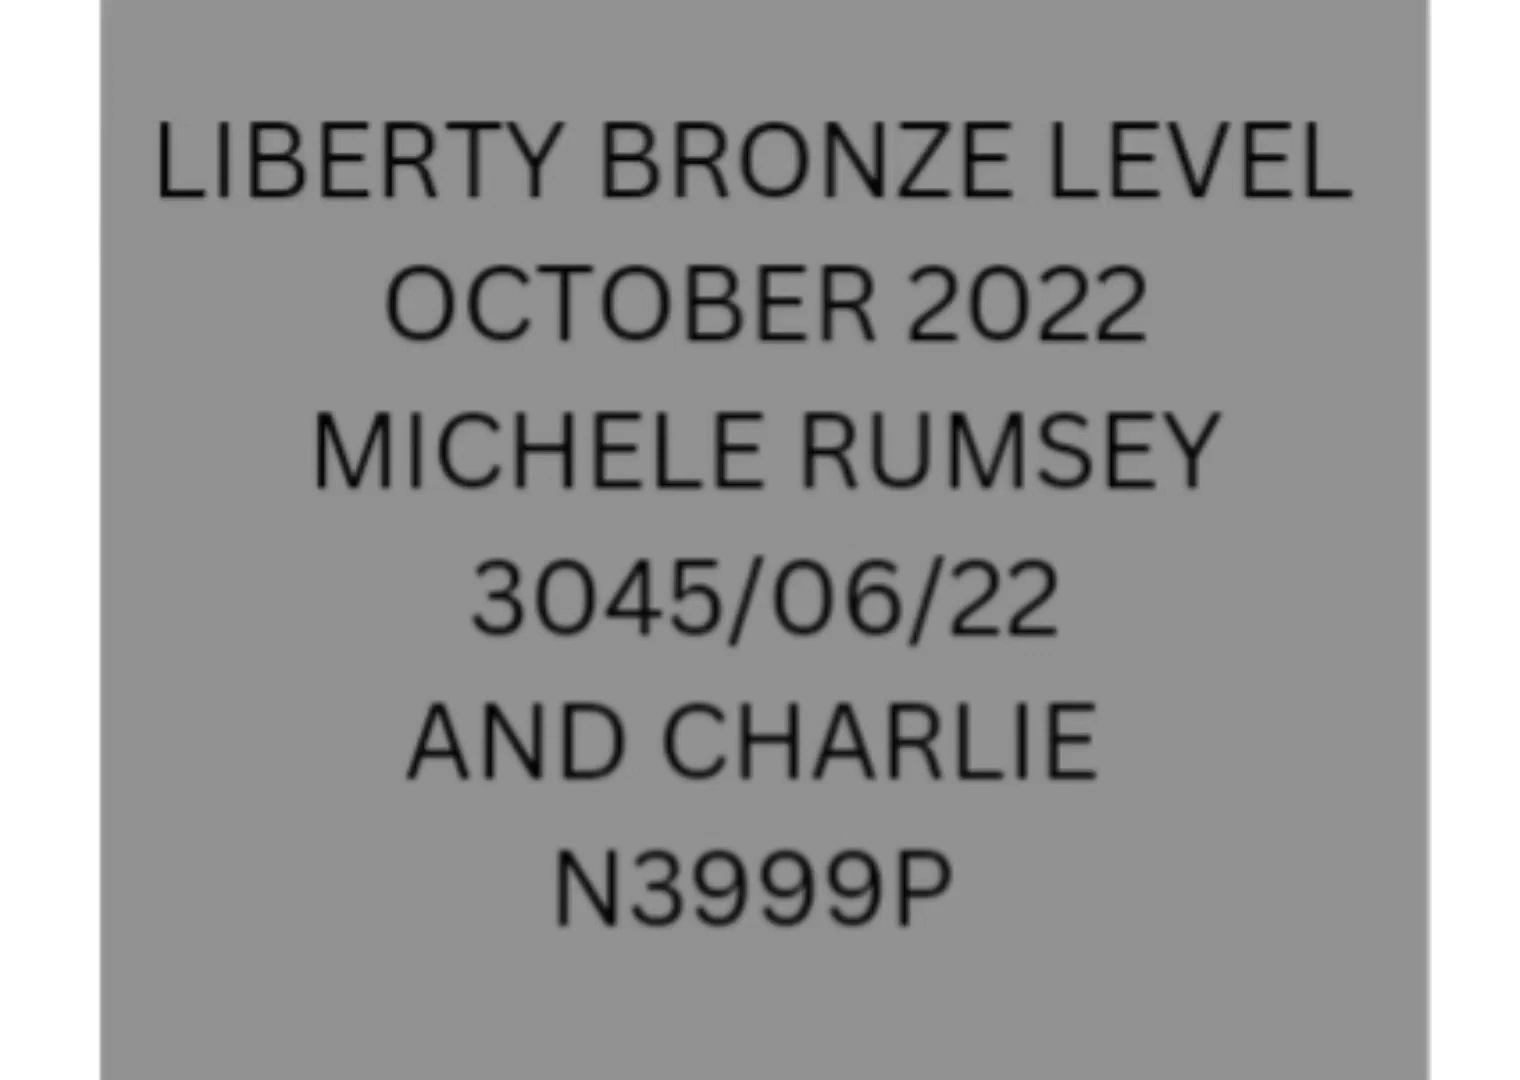 LIBERTY BRONZE LEVEL
OCTOBER 2022
MICHELE RUMSEY
3045/06/22
AND CHARLIE
N3999P